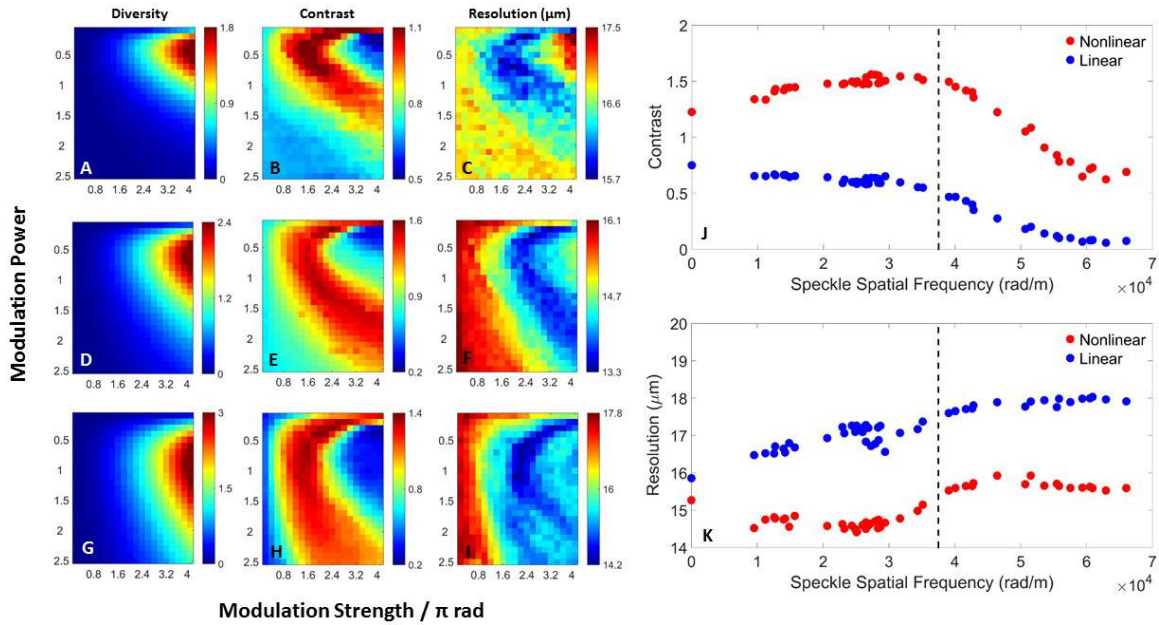 Diversity
Contrast
Resolution (μm)
1.8
0.9
0
0.5
1
1.5
2
2.5
A
0.8 1.6 2.4 3.2 4
1.1
0.8
0.5
0.5
1
1.5
2
2.5
B
0.8 1.6 2.4 3.2 4
17.5
16.6
15.7
0.5
1
1.5
2
2.5
C
0.8 1.6 2.4 3.2 4
Modulation Power
2.4
1.2
0
0.5
1
1.5
2
2.5
D
0.8 1.6 2.4 3.2 4
1.6
0.9
0.2
0.5
1
1.5
2
2.5
E
0.8 1.6 2.4 3.2 4
16.1
14.7
13.3
0.5
1
1.5
2
2.5
F
0.8 1.6 2.4 3.2 4
3
1.5
0
0.5
1
1.5
2
2.5
G
0.8 1.6 2.4 3.2 4
1.4
0.8
0.2
0.5
1
1.5
2
2.5
H
0.8 1.6 2.4 3.2 4
17.8
16
14.2
0.5
1
1.5
2
2.5
I
0.8 1.6 2.4 3.2 4
Modulation Strength / π rad
2
1.5
1
0.5
0
Contrast
Nonlinear
Linear
J
0 1 2 3 4 5 6 7
Speckle Spatial Frequency (rad/m)
×10⁴
20
19
18
17
16
15
14
Resolution (μm)
Nonlinear
Linear
K
0 1 2 3 4 5 6 7
Speckle Spatial Frequency (rad/m)
×10⁴